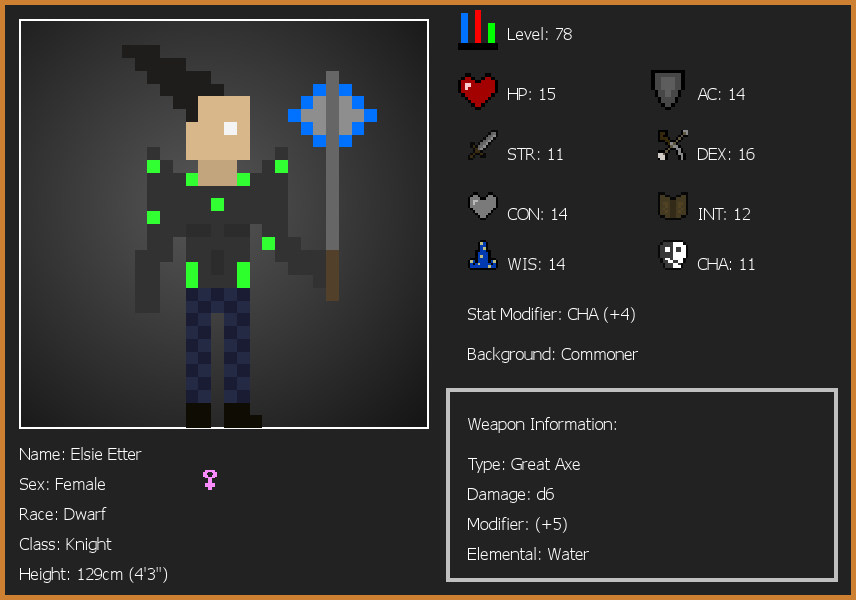 Level: 78
HP: 15
AC: 14
STR: 11
DEX: 16
CON: 14
INT: 12
WIS: 14
CHA: 11
Stat Modifier: CHA (+4)
Background: Commoner
Weapon Information:
Type: Great Axe
Damage: d6
Modifier: (+5)
Elemental: Water
Name: Elsie Etter
Sex: Female
Race: Dwarf
Class: Knight
Height: 129cm (4'3")